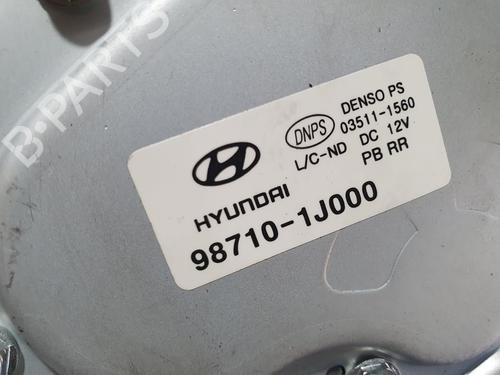 B-PARTS
DNPS
DENSO PS
03511-1560
L/C-ND DC 12V
PB RR
HYUNDAI
98710-1J000